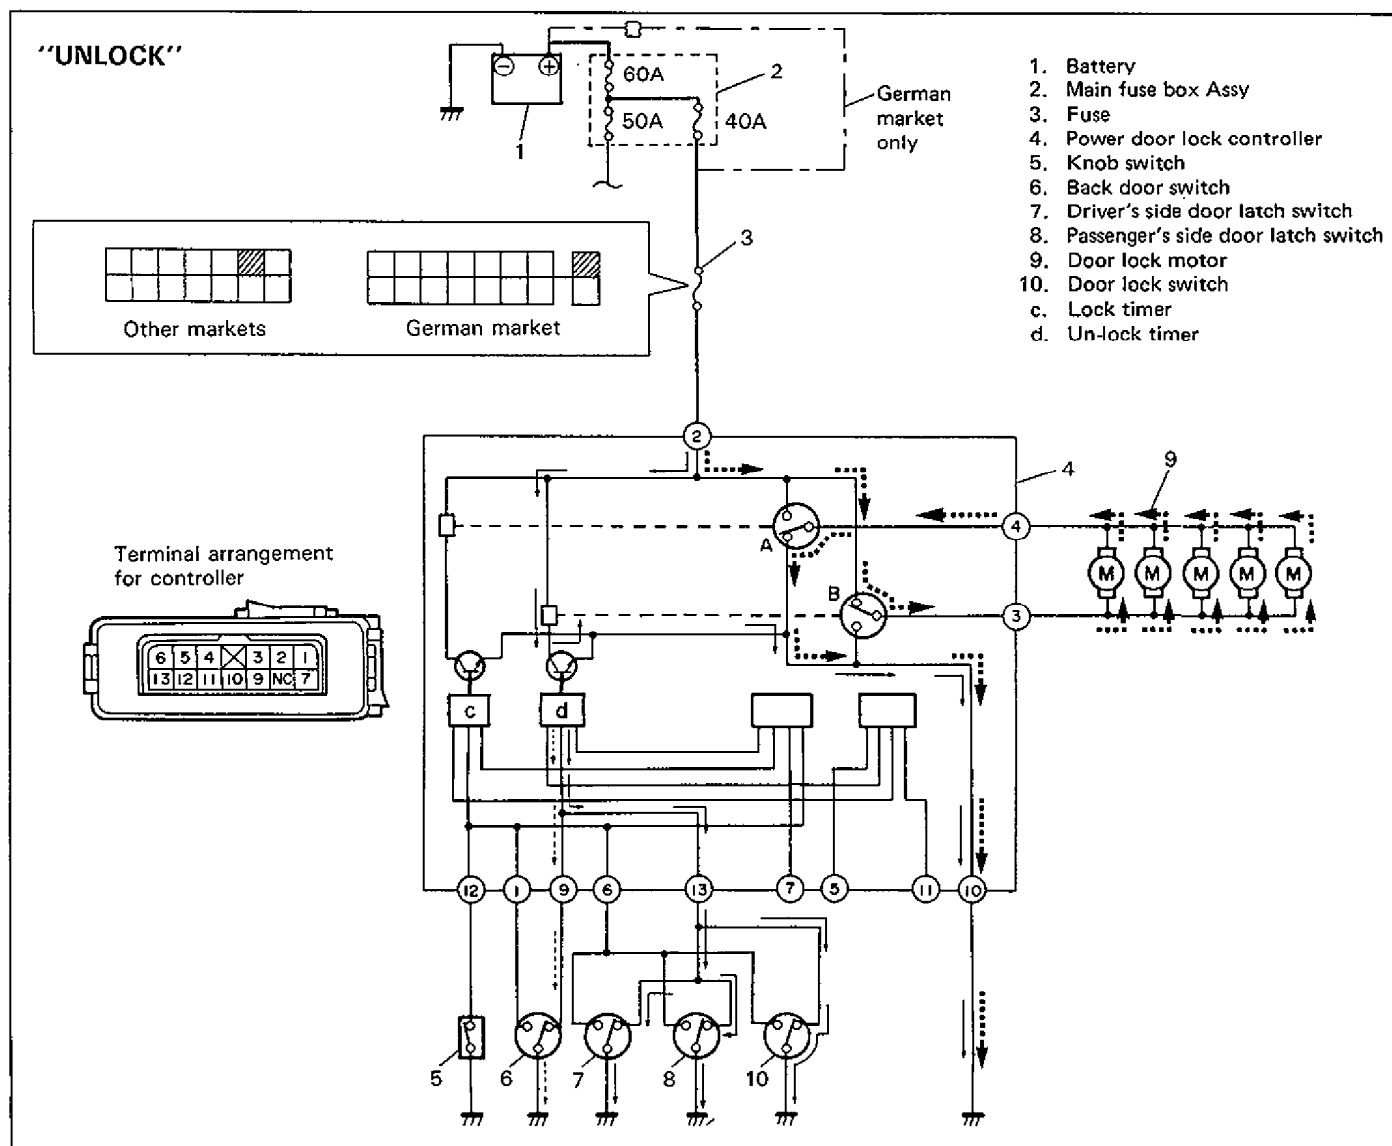 "UNLOCK"
60A
50A
40A
1
2
German
market
only
1. Battery
2. Main fuse box Assy
3. Fuse
4. Power door lock controller
5. Knob switch
6. Back door switch
7. Driver's side door latch switch
8. Passenger's side door latch switch
9. Door lock motor
10. Door lock switch
c. Lock timer
d. Un-lock timer
3
Other markets
German market
2
4
9
A
4
B
3
M M M M M
Terminal arrangement
for controller
6 5 4 3 2 1
13 12 11 10 9 NC 7
c
d
12 1 9 6 13 7 5 11 10
5 6 7 8 10